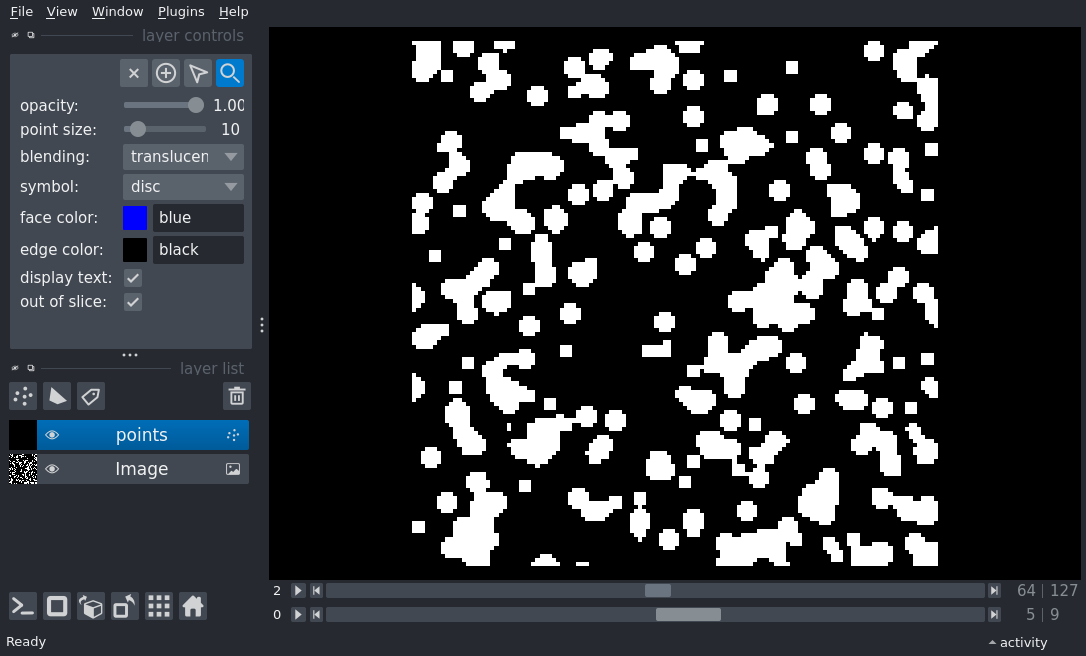 File View Window Plugins Help
layer controls
opacity: 1.00
point size: 10
blending: translucen
symbol: disc
face color: blue
edge color: black
display text:
out of slice:
layer list
points
Image
2 64 | 127
0 5 | 9
Ready activity